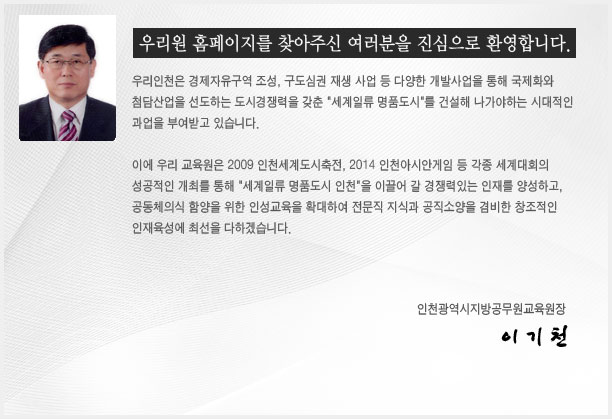 우리원 홈페이지를 찾아주신 여러분을 진심으로 환영합니다.
우리인천은 경제자유구역 조성, 구도심권 재생 사업 등 다양한 개발사업을 통해 국제화와
첨담산업을 선도하는 도시경쟁력을 갖춘 "세계일류 명품도시"를 건설해 나가야하는 시대적인
과업을 부여받고 있습니다.
이에 우리 교육원은 2009 인천세계도시축전, 2014 인천아시안게임 등 각종 세계대회의
성공적인 개최를 통해 "세계일류 명품도시 인천"을 이끌어 갈 경쟁력있는 인재를 양성하고,
공동체의식 함양을 위한 인성교육을 확대하여 전문직 지식과 공직소양을 겸비한 창조적인
인재육성에 최선을 다하겠습니다.
인천광역시지방공무원교육원장
이 기 천